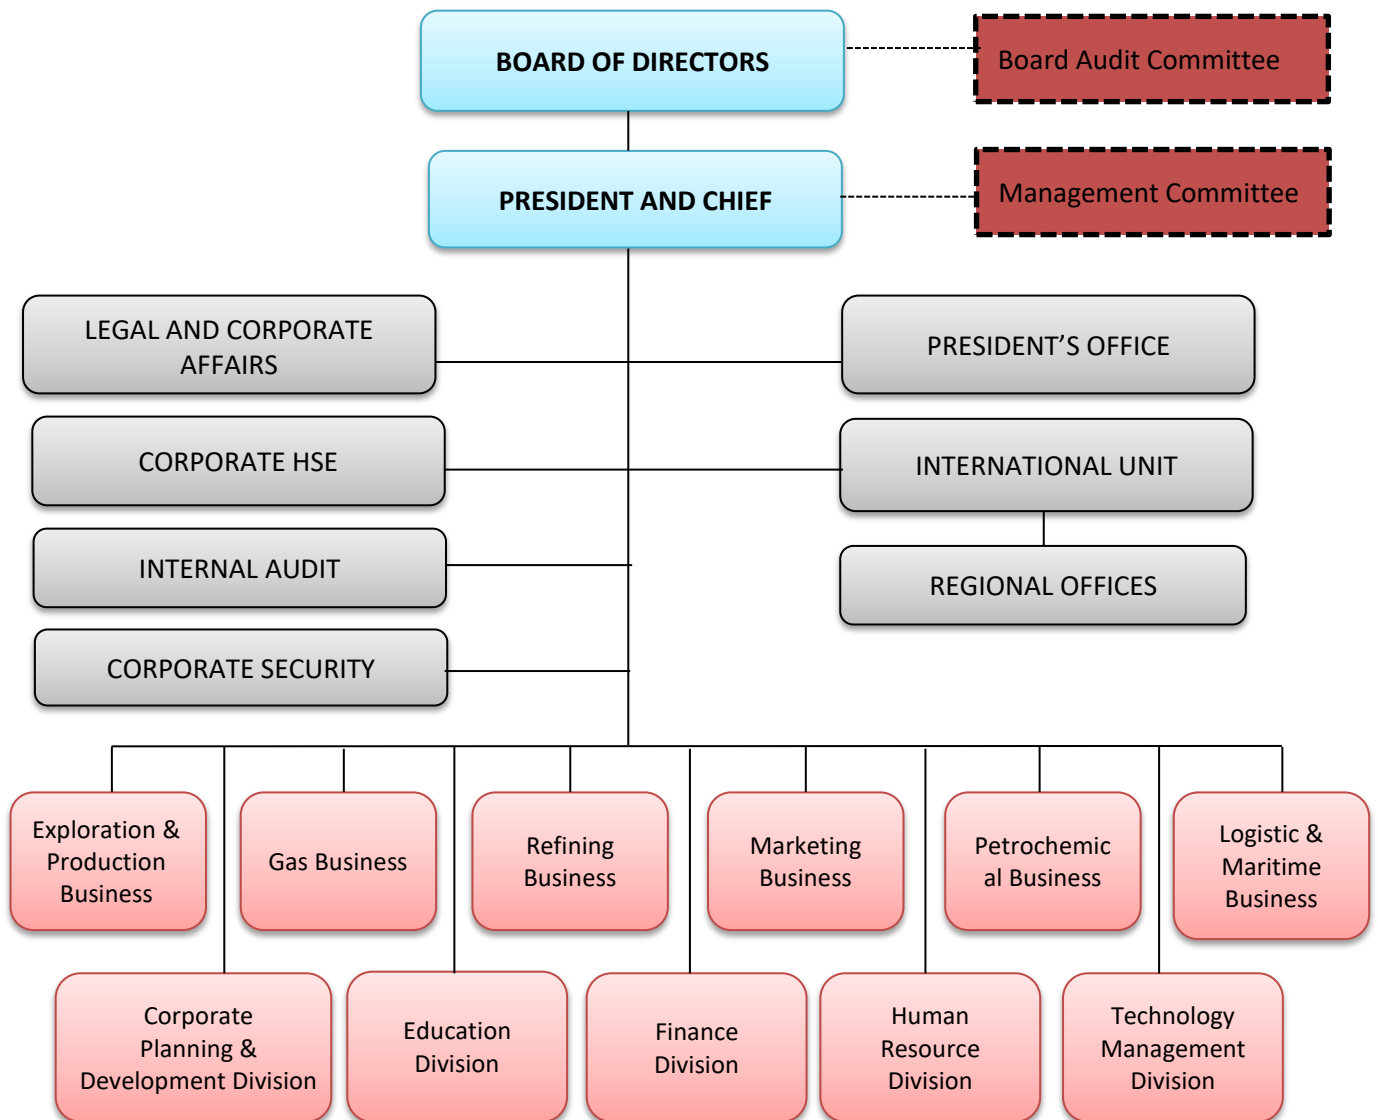 BOARD OF DIRECTORS
Board Audit Committee
PRESIDENT AND CHIEF
Management Committee
LEGAL AND CORPORATE
AFFAIRS
PRESIDENT’S OFFICE
CORPORATE HSE
INTERNATIONAL UNIT
INTERNAL AUDIT
REGIONAL OFFICES
CORPORATE SECURITY
Exploration &
Production
Business
Gas Business
Refining
Business
Marketing
Business
Petrochemic
al Business
Logistic &
Maritime
Business
Corporate
Planning &
Development Division
Education
Division
Finance
Division
Human
Resource
Division
Technology
Management
Division